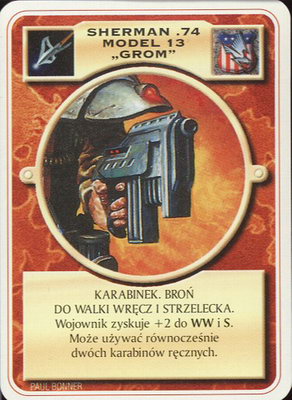 SHERMAN .74
MODEL 13
„GROM”
KARABINEK. BROŃ
DO WALKI WRĘCZ I STRZELECKA.
Wojownik zyskuje +2 do WW i S.
Może używać równocześnie
dwóch karabinów ręcznych.
PAUL BONNER